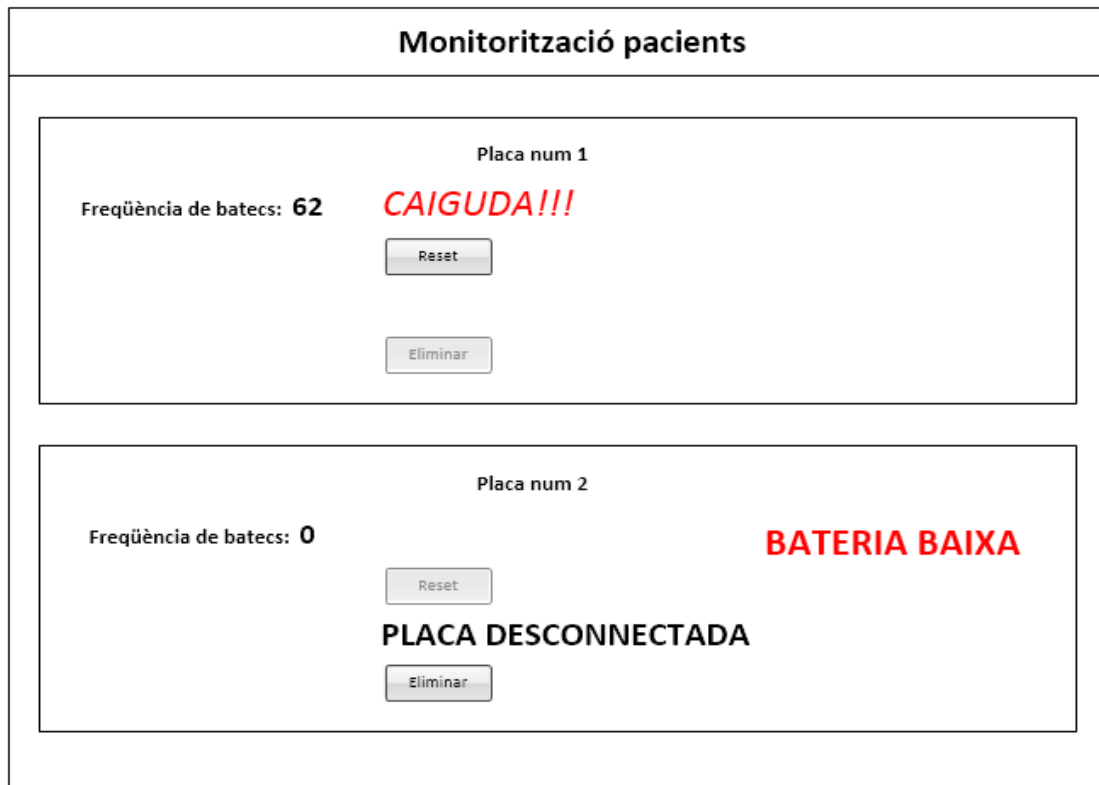 Monitorització pacients
Placa num 1
Freqüència de batecs: 62 CAIGUDA!!!
Reset
Eliminar
Placa num 2
Freqüència de batecs: 0 BATERIA BAIXA
Reset
PLACA DESCONNECTADA
Eliminar